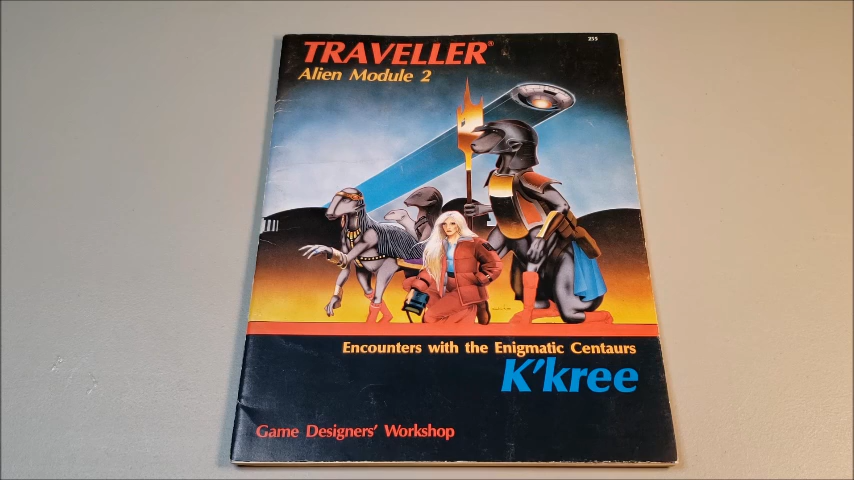 255
TRAVELLER®
Alien Module 2
Encounters with the Enigmatic Centaurs
K'kree
Game Designers' Workshop